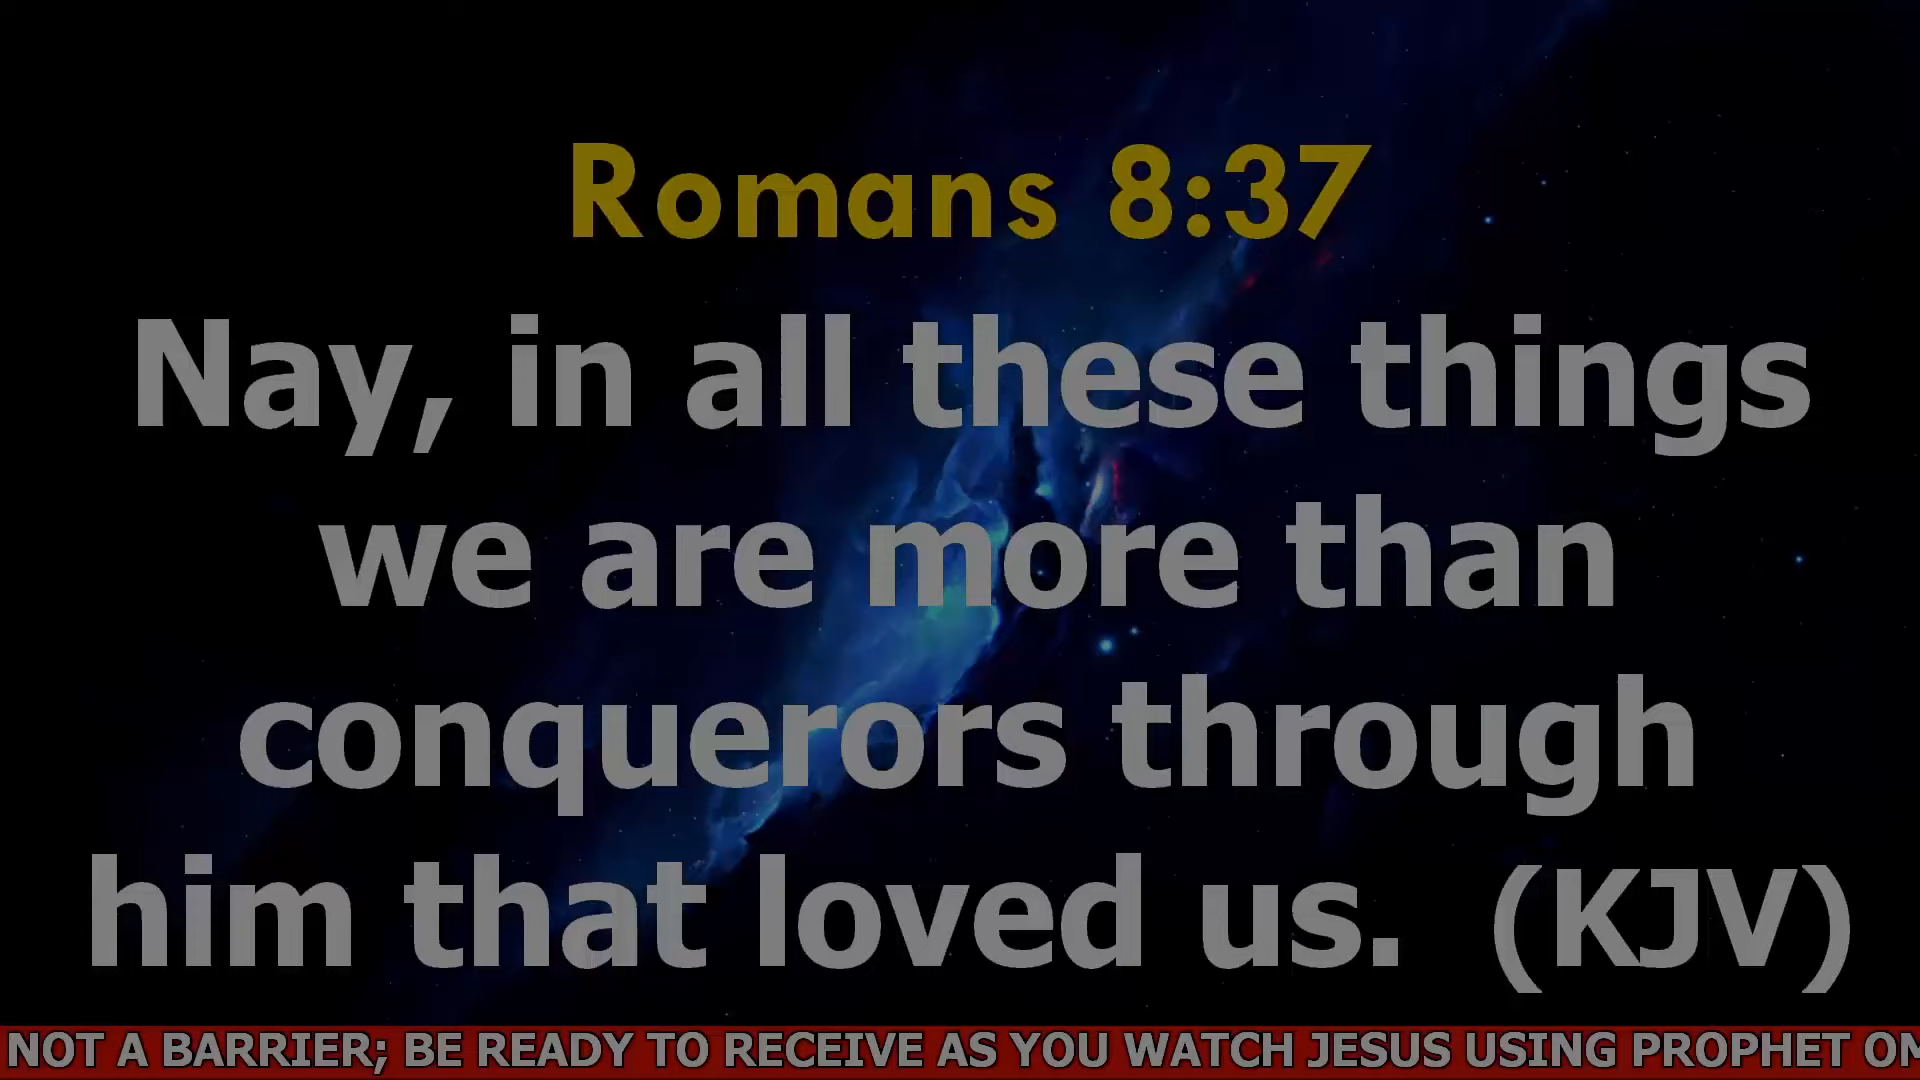 Romans 8:37
Nay, in all these things
we are more than
conquerors through
him that loved us. (KJV)
NOT A BARRIER; BE READY TO RECEIVE AS YOU WATCH JESUS USING PROPHET